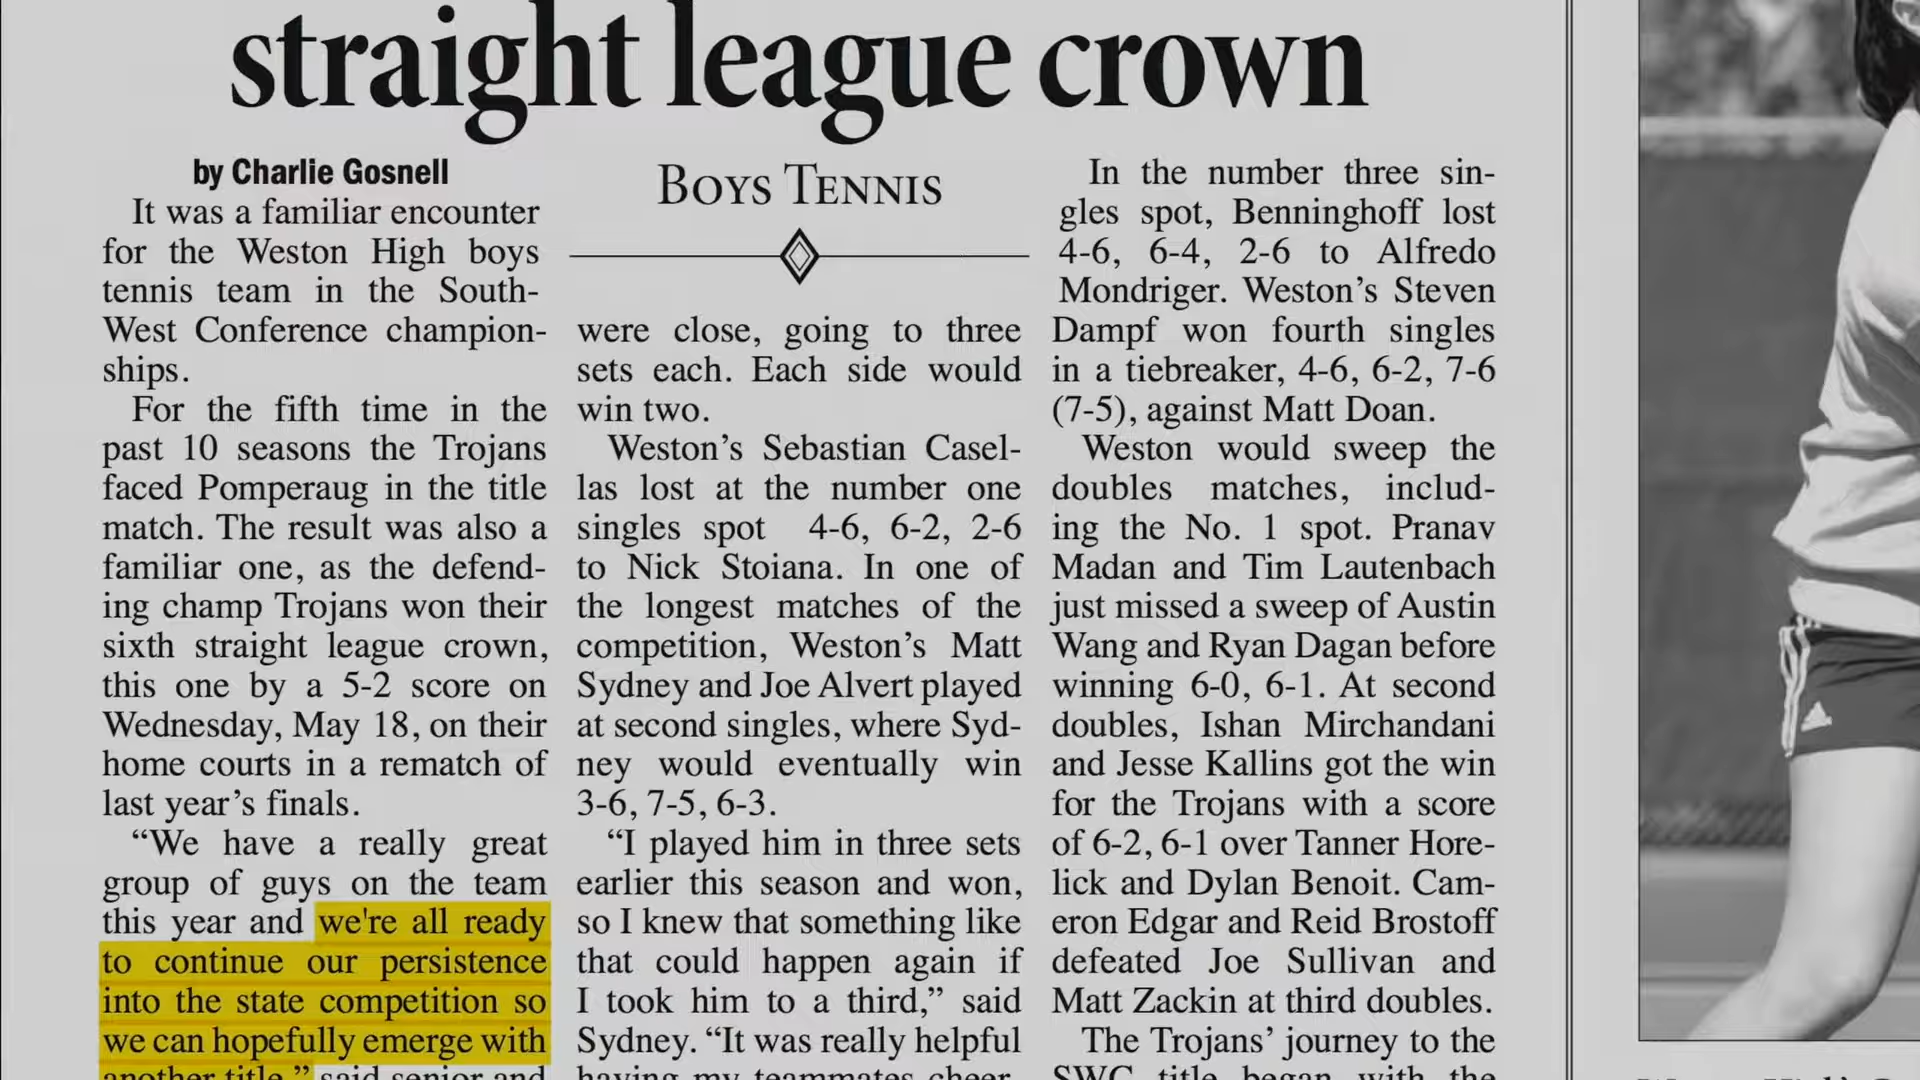 straight league crown
by Charlie Gosnell
It was a familiar encounter
for the Weston High boys
tennis team in the South-
West Conference champion-
ships.
For the fifth time in the
past 10 seasons the Trojans
faced Pomperaug in the title
match. The result was also a
familiar one, as the defend-
ing champ Trojans won their
sixth straight league crown,
this one by a 5-2 score on
Wednesday, May 18, on their
home courts in a rematch of
last year’s finals.
“We have a really great
group of guys on the team
this year and we're all ready
to continue our persistence
into the state competition so
we can hopefully emerge with
another title,” said senior and
BOYS TENNIS
were close, going to three
sets each. Each side would
win two.
Weston’s Sebastian Casel-
las lost at the number one
singles spot 4-6, 6-2, 2-6
to Nick Stoiana. In one of
the longest matches of the
competition, Weston’s Matt
Sydney and Joe Alvert played
at second singles, where Syd-
ney would eventually win
3-6, 7-5, 6-3.
“I played him in three sets
earlier this season and won,
so I knew that something like
that could happen again if
I took him to a third,” said
Sydney. “It was really helpful
having my teammates cheer
In the number three sin-
gles spot, Benninghoff lost
4-6, 6-4, 2-6 to Alfredo
Mondriger. Weston’s Steven
Dampf won fourth singles
in a tiebreaker, 4-6, 6-2, 7-6
(7-5), against Matt Doan.
Weston would sweep the
doubles matches, includ-
ing the No. 1 spot. Pranav
Madan and Tim Lautenbach
just missed a sweep of Austin
Wang and Ryan Dagan before
winning 6-0, 6-1. At second
doubles, Ishan Mirchandani
and Jesse Kallins got the win
for the Trojans with a score
of 6-2, 6-1 over Tanner Hore-
lick and Dylan Benoit. Cam-
eron Edgar and Reid Brostoff
defeated Joe Sullivan and
Matt Zackin at third doubles.
The Trojans’ journey to the
SWC title began with the